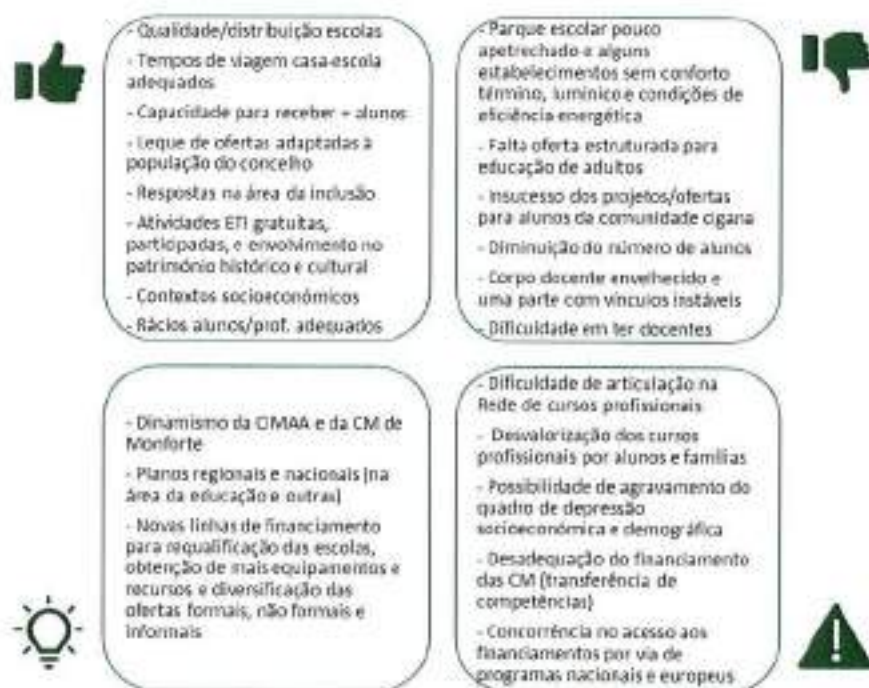 - Qualidade/distribuição escolas
- Tempos de viagem casa-escola
adequados
- Capacidade para receber + alunos
- Leque de ofertas adaptadas à
população do concelho
- Respostas na área da inclusão
- Atividades ETI gratuitas,
participadas, e envolvimento no
património histórico e cultural
- Contextos socioeconómicos
- Rácios alunos/prof. adequados
- Parque escolar pouco
apetrechado e alguns
estabelecimentos sem conforto
término, lumínico e condições de
eficiência energética
- Falta oferta estruturada para
educação de adultos
- Insucesso dos projetos/ofertas
para alunos da comunidade cigana
- Diminuição do número de alunos
- Corpo docente envelhecido e
uma parte com vínculos instáveis
- Dificuldade em ter docentes
- Dinamismo da CIMAA e da CM de
Monforte
- Planos regionais e nacionais (na
área da educação e outras)
- Novas linhas de financiamento
para requalificação das escolas,
obtenção de mais equipamentos e
recursos e diversificação das
ofertas formais, não formais e
informais
- Dificuldade de articulação na
Rede de cursos profissionais
- Desvalorização dos cursos
profissionais por alunos e famílias
- Possibilidade de agravamento do
quadro de depressão
socioeconómica e demográfica
- Desadequação do financiamento
das CM (transferência de
competências)
- Concorrência no acesso aos
financiamentos por via de
programas nacionais e europeus